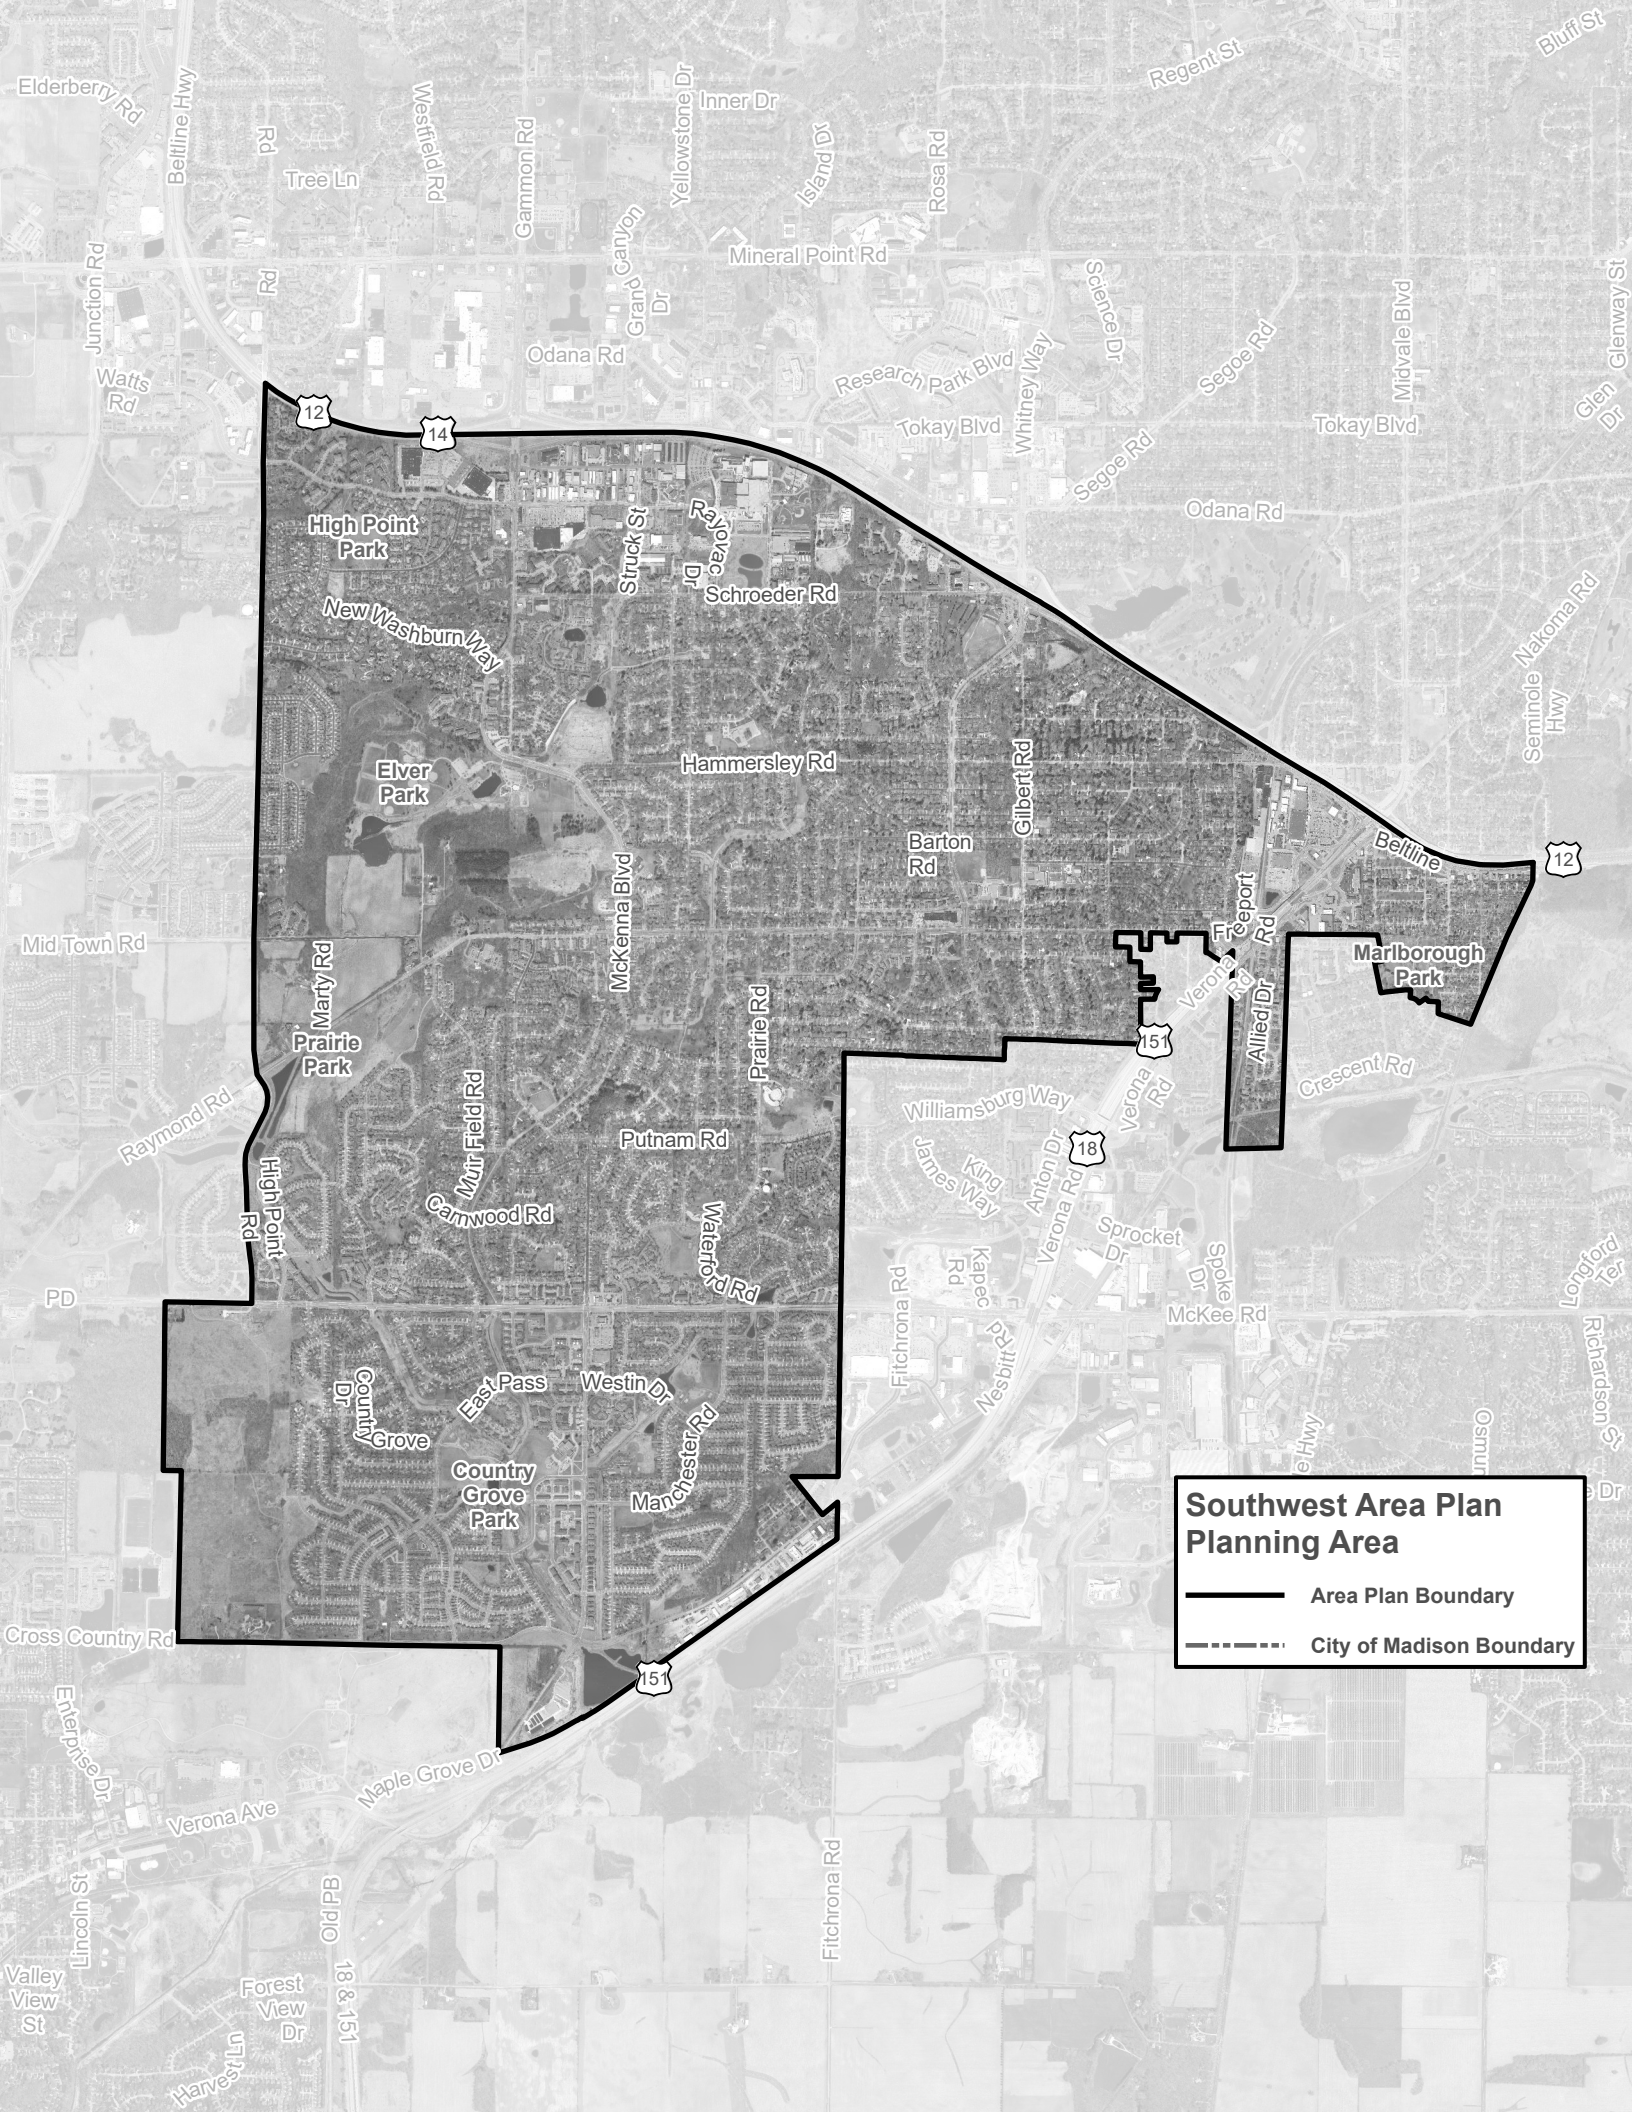 Bluff St
Regent St
Elderberry Rd
Beltline Hwy
Westfield Rd
Yellowstone Dr
Inner Dr
Gammon Rd
Island Dr
Rosa Rd
Rd
Tree Ln
Grand Canyon
Dr
Mineral Point Rd
Junction Rd
Rd
Science Dr
Midvale Blvd
Glenway St
Odana Rd
Research Park Blvd
Whitney Way
Segoe Rd
Watts
Rd
12
14
Tokay Blvd
Tokay Blvd
Glen
Dr
Segoe Rd
Odana Rd
High Point
Park
Struck St
Rayovac
Dr
Schroeder Rd
New Washburn Way
Nakoma Rd
Seminole
Hwy
Elver
Park
Hammersley Rd
Gilbert Rd
Barton
Rd
Beltline
12
McKenna Blvd
Freeport
Rd
Mid Town Rd
Marty Rd
Marlborough
Park
Verona
Rd
Prairie
Park
Prairie Rd
Allied Dr
151
Raymond Rd
Muir Field Rd
Crescent Rd
Verona
Rd
Williamsburg Way
Putnam Rd
18
King
James Way
Anton Dr
High Point
Rd
Carnwood Rd
Waterford Rd
Verona Rd
Sprocket
Dr
Spoke
Dr
Kapec
Rd
Fitchrona Rd
Longford
Ter
PD
McKee Rd
Nesbitt Rd
Richardson St
Country
Grove
Dr
East Pass
Westin Dr
Manchester Rd
Country
Grove
Park
e Hwy
Osmun
e Dr
Southwest Area Plan
Planning Area
Area Plan Boundary
City of Madison Boundary
Cross Country Rd
151
Enterprise Dr
Maple Grove Dr
Verona Ave
Lincoln St
Old PB
Fitchrona Rd
18 & 151
Valley
View
St
Forest
View
Dr
Harvest Ln